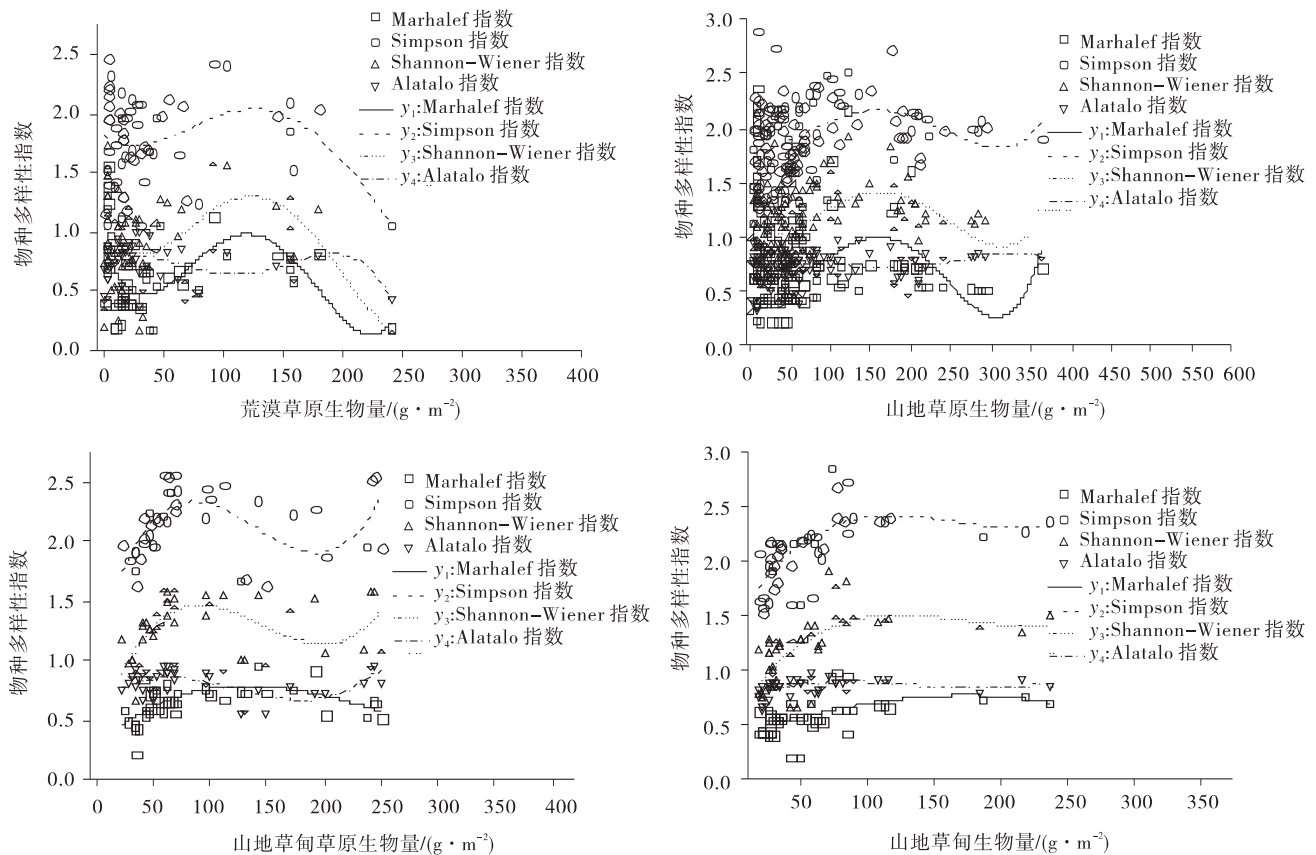 Marhalef 指数
Simpson 指数
Shannon-Wiener 指数
Alatalo 指数
y₁:Marhalef 指数
y₂:Simpson 指数
y₃:Shannon-Wiener 指数
y₄:Alatalo 指数
物种多样性指数
2.5
2.0
1.5
1.0
0.5
0.0
0 50 100 150 200 250 300 350 400
荒漠草原生物量/(g·m⁻²)
Marhalef 指数
Simpson 指数
Shannon-Wiener 指数
Alatalo 指数
y₁:Marhalef 指数
y₂:Simpson 指数
y₃:Shannon-Wiener 指数
y₄:Alatalo 指数
物种多样性指数
3.0
2.5
2.0
1.5
1.0
0.5
0.0
0 50 100 150 200 250 300 350 400 450 500 550 600
山地草原生物量/(g·m⁻²)
Marhalef 指数
Simpson 指数
Shannon-Wiener 指数
Alatalo 指数
y₁:Marhalef 指数
y₂:Simpson 指数
y₃:Shannon-Wiener 指数
y₄:Alatalo 指数
物种多样性指数
2.5
2.0
1.5
1.0
0.5
0.0
0 50 100 150 200 250 300 350 400
山地草甸草原生物量/(g·m⁻²)
Marhalef 指数
Simpson 指数
Shannon-Wiener 指数
Alatalo 指数
y₁:Marhalef 指数
y₂:Simpson 指数
y₃:Shannon-Wiener 指数
y₄:Alatalo 指数
物种多样性指数
3.0
2.5
2.0
1.5
1.0
0.5
0.0
50 100 150 200 250 300 350
山地草甸生物量/(g·m⁻²)